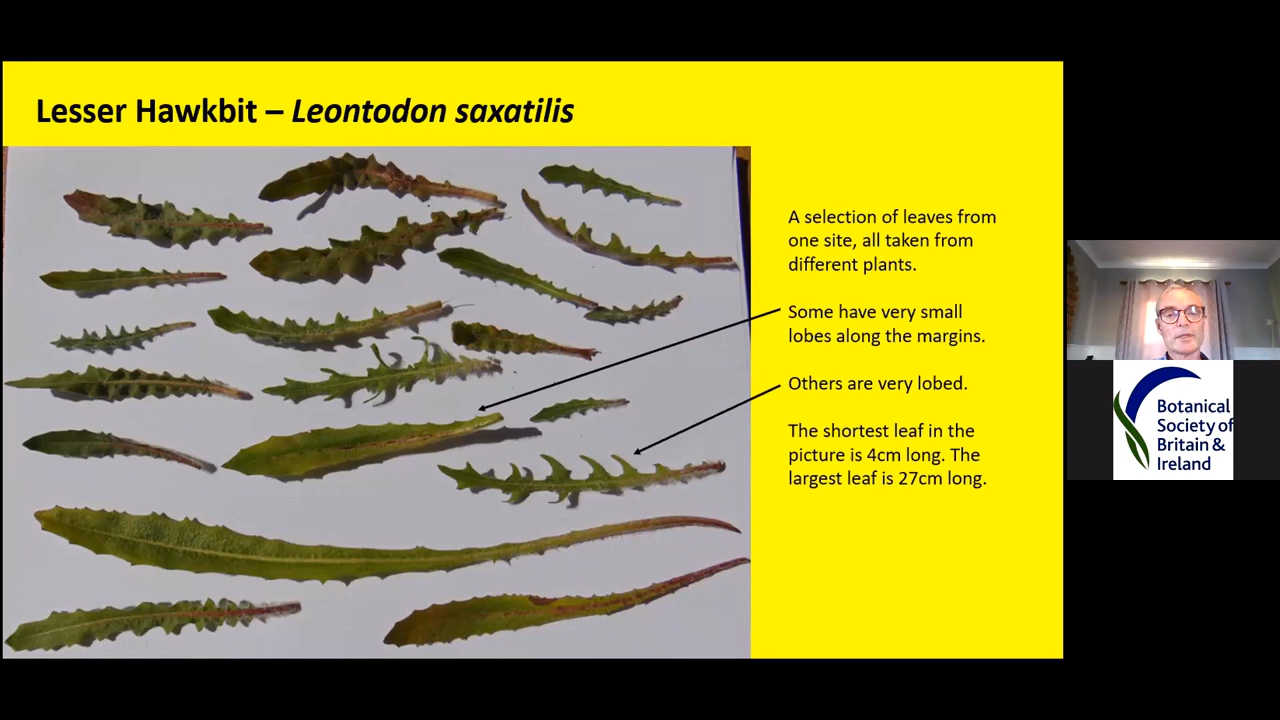 Lesser Hawkbit – Leontodon saxatilis
A selection of leaves from
one site, all taken from
different plants.
Some have very small
lobes along the margins.
Others are very lobed.
The shortest leaf in the
picture is 4cm long. The
largest leaf is 27cm long.
Botanical
Society of
Britain &
Ireland